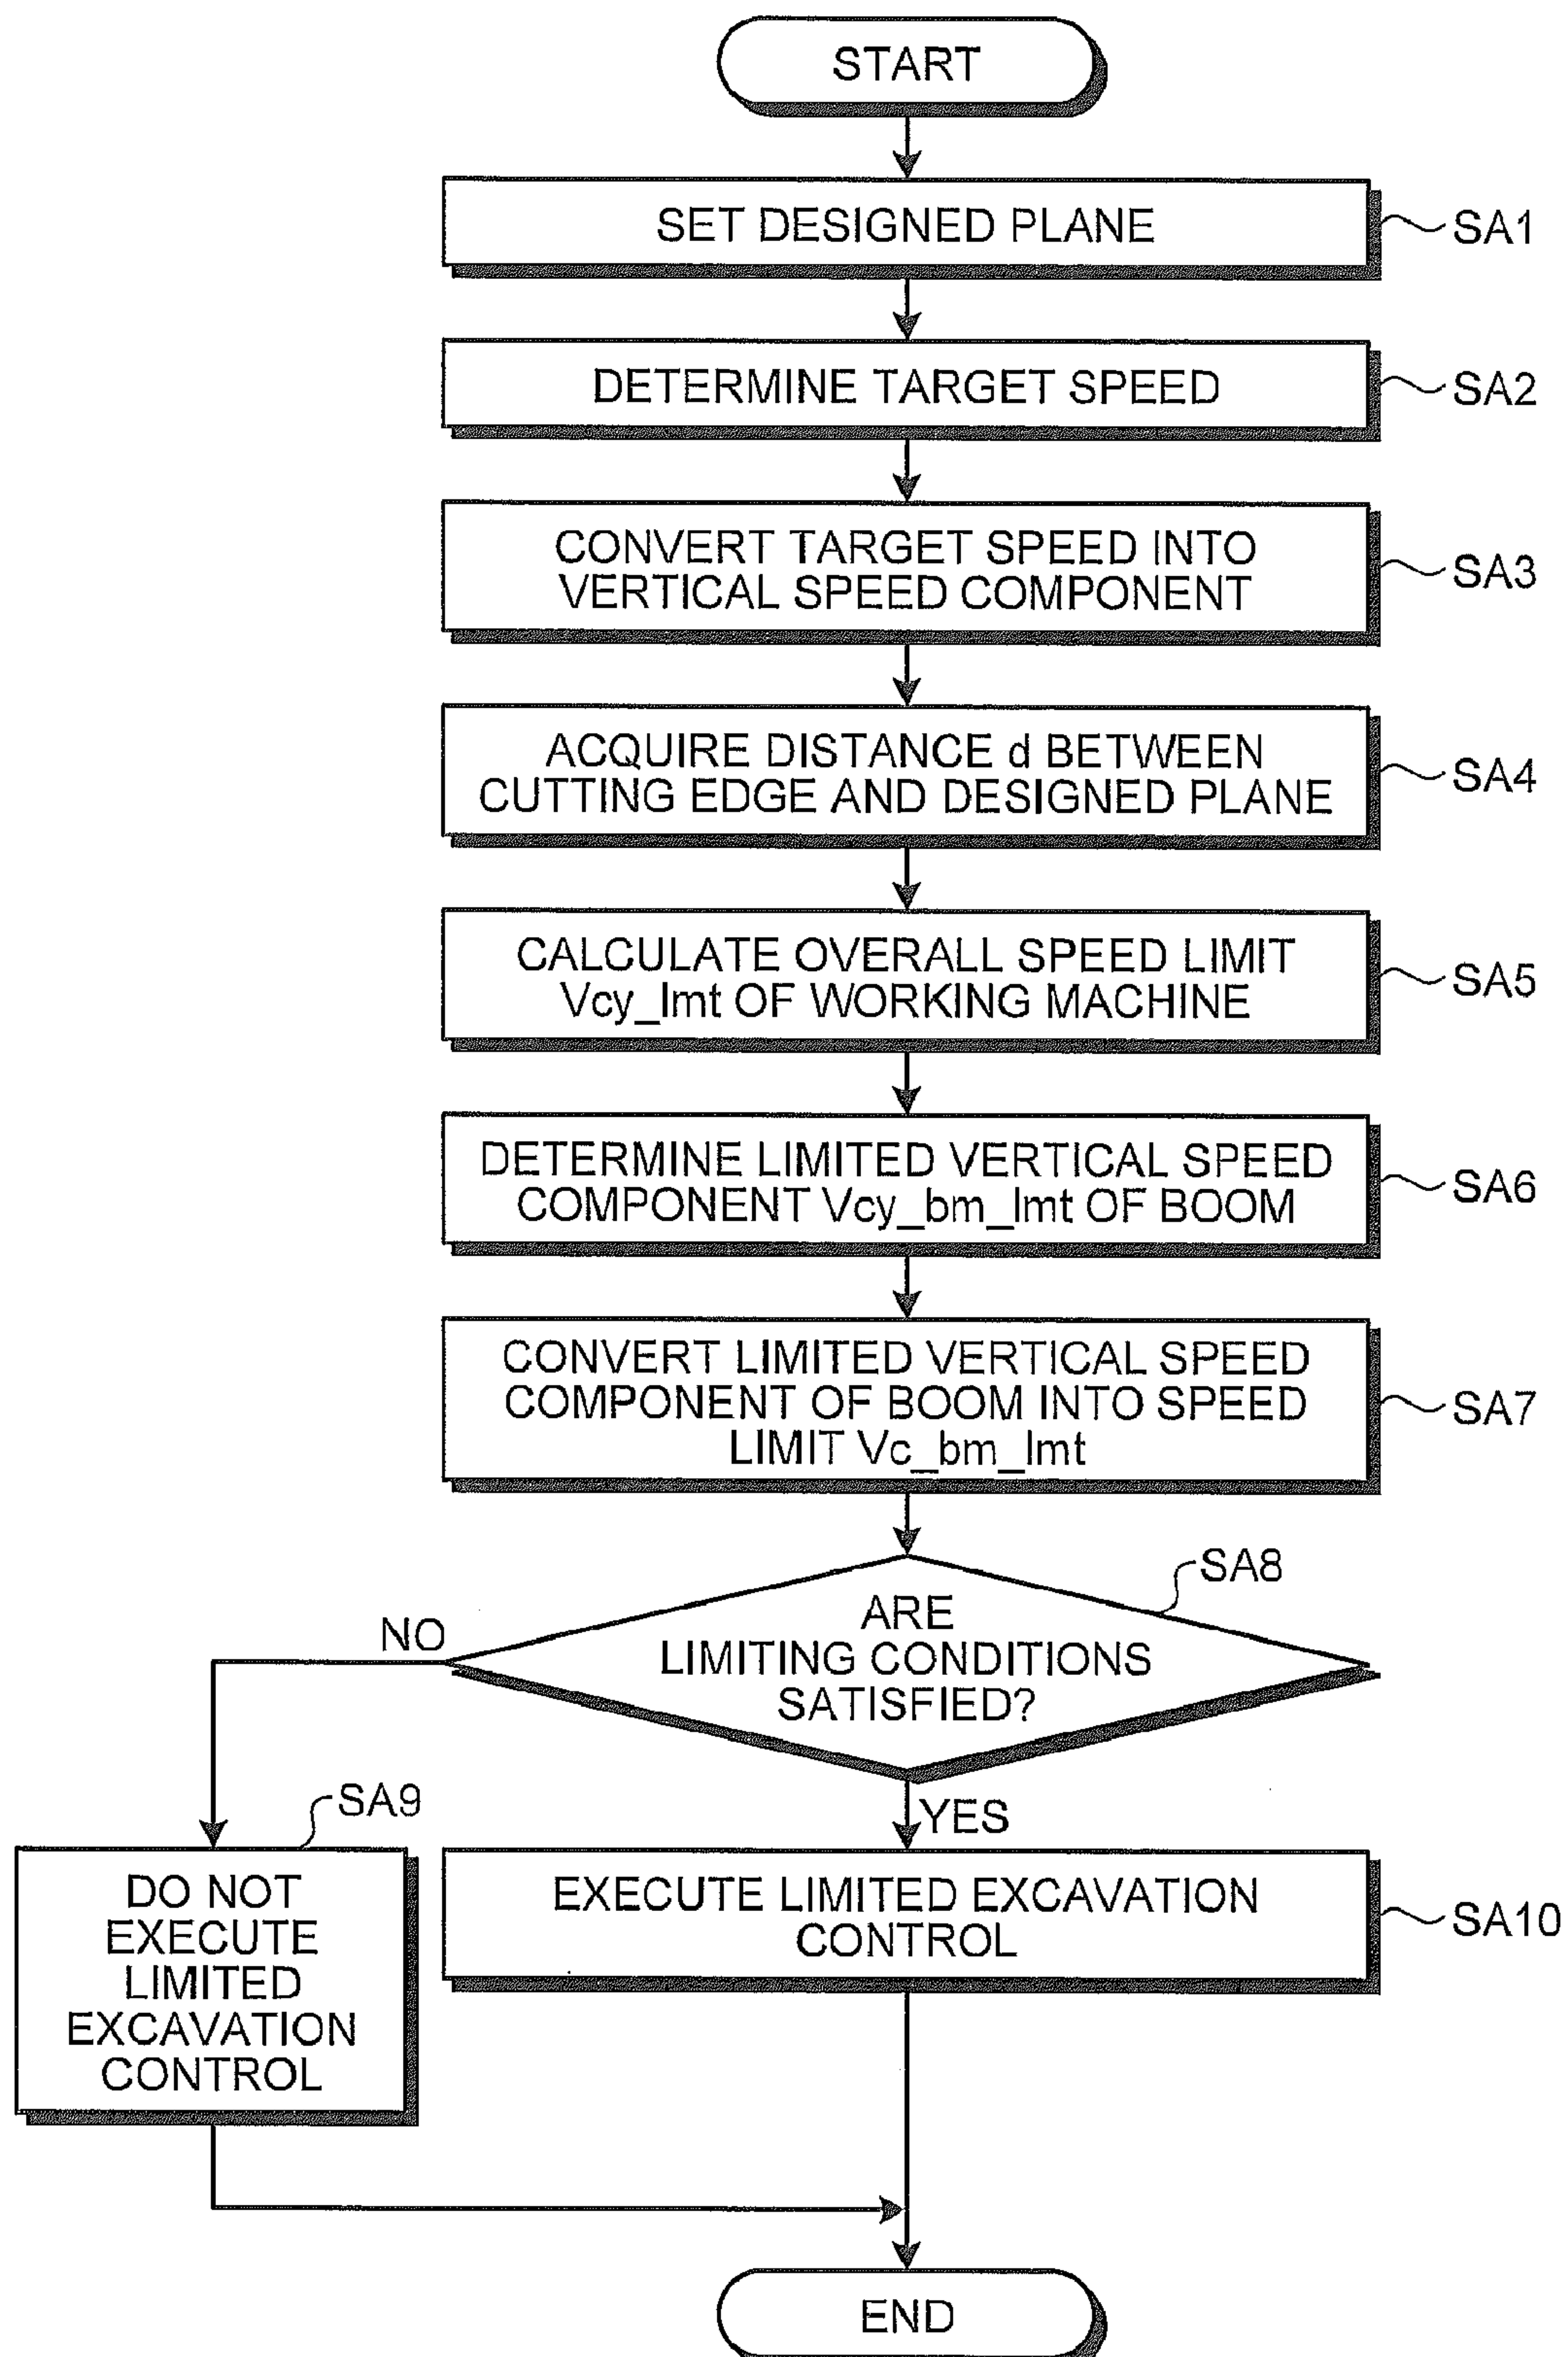 START
SET DESIGNED PLANE
SA1
DETERMINE TARGET SPEED
SA2
CONVERT TARGET SPEED INTO
VERTICAL SPEED COMPONENT
SA3
ACQUIRE DISTANCE d BETWEEN
CUTTING EDGE AND DESIGNED PLANE
SA4
CALCULATE OVERALL SPEED LIMIT
Vcy_lmt OF WORKING MACHINE
SA5
DETERMINE LIMITED VERTICAL SPEED
COMPONENT Vcy_bm_lmt OF BOOM
SA6
CONVERT LIMITED VERTICAL SPEED
COMPONENT OF BOOM INTO SPEED
LIMIT Vc_bm_lmt
SA7
SA8
ARE
LIMITING CONDITIONS
SATISFIED?
NO
YES
SA9
DO NOT
EXECUTE
LIMITED
EXCAVATION
CONTROL
EXECUTE LIMITED EXCAVATION
CONTROL
SA10
END